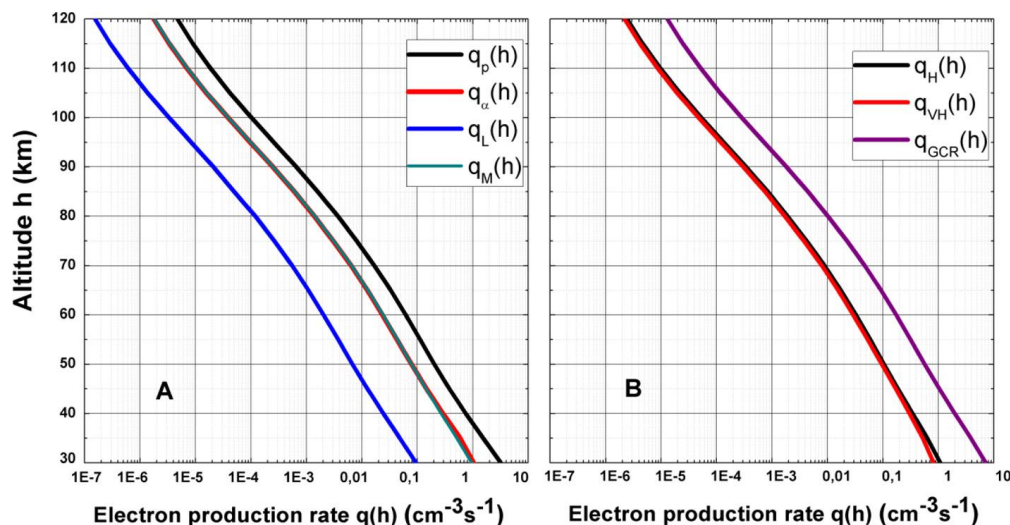 120
110
100
90
80
70
60
50
40
30
Altitude h (km)
q_p(h)
q_α(h)
q_L(h)
q_M(h)
A
1E-7 1E-6 1E-5 1E-4 1E-3 0,01 0,1 1 10
Electron production rate q(h) (cm⁻³s⁻¹)
q_H(h)
q_VH(h)
q_GCR(h)
B
1E-7 1E-6 1E-5 1E-4 1E-3 0,01 0,1 1 10
Electron production rate q(h) (cm⁻³s⁻¹)